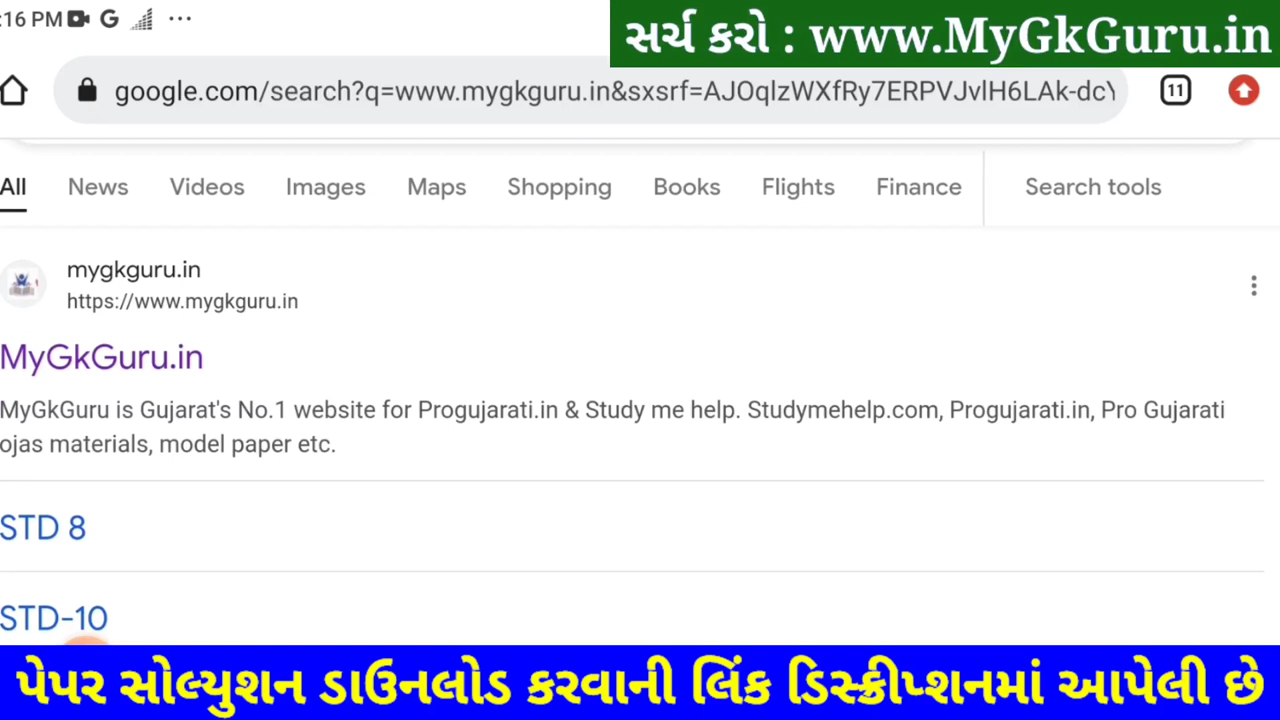 :16 PM G ...
સર્ચ કરો : www.MyGkGuru.in
google.com/search?q=www.mygkguru.in&sxsrf=AJOqlzWXfRy7ERPVJvlH6LAk-dcY
11
All News Videos Images Maps Shopping Books Flights Finance Search tools
mygkguru.in
https://www.mygkguru.in
MyGkGuru.in
MyGkGuru is Gujarat's No.1 website for Progujarati.in & Study me help. Studymehelp.com, Progujarati.in, Pro Gujarati
ojas materials, model paper etc.
STD 8
STD-10
પેપર સોલ્યુશન ડાઉનલોડ કરવાની લિંક ડિસ્ક્રીપ્શનમાં આપેલી છે